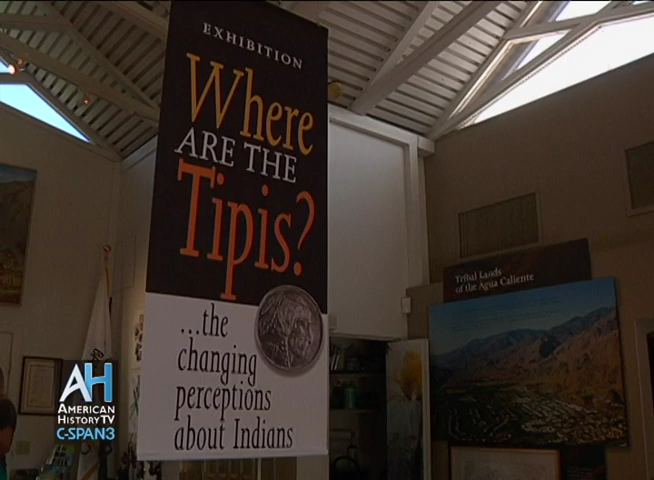 EXHIBITION
Where
ARE THE
Tipis?
...the
changing
perceptions
about Indians
Tribal Lands
of the Agua Caliente
AH
AMERICAN
HISTORY TV
C-SPAN3